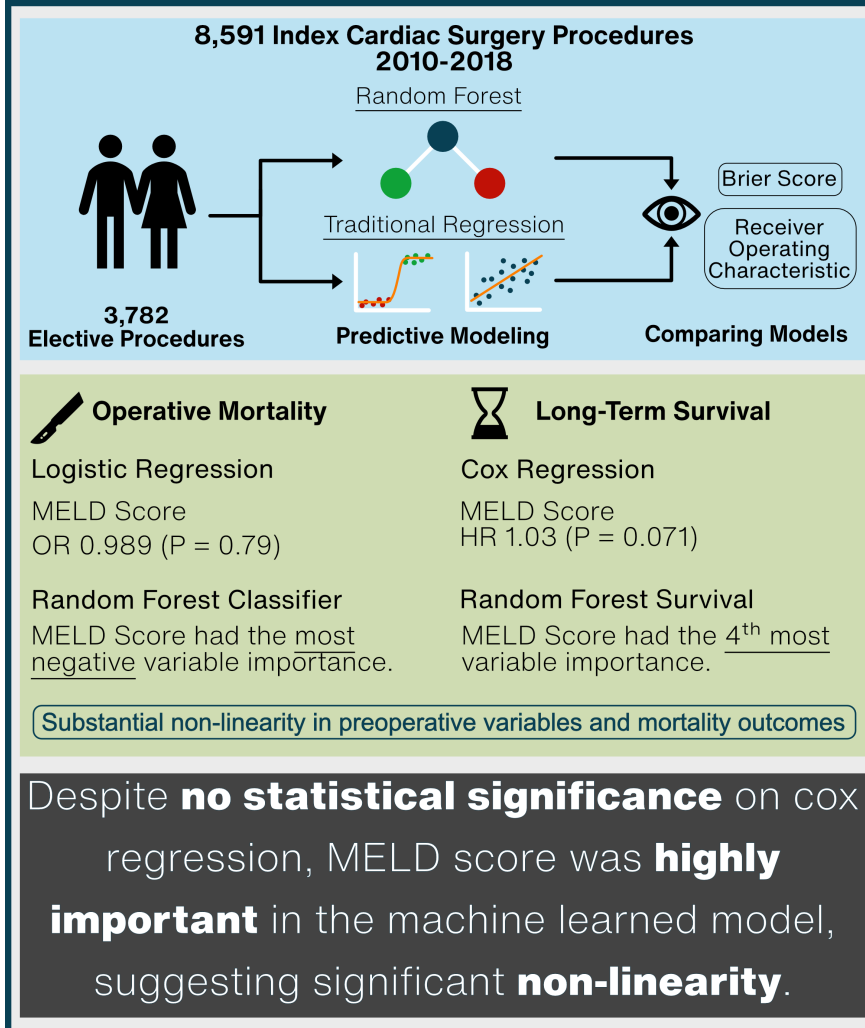 8,591 Index Cardiac Surgery Procedures
2010-2018
Random Forest
Traditional Regression
3,782
Elective Procedures
Predictive Modeling
Brier Score
Receiver
Operating
Characteristic
Comparing Models
Operative Mortality
Logistic Regression
MELD Score
OR 0.989 (P = 0.79)
Random Forest Classifier
MELD Score had the most
negative variable importance.
Long-Term Survival
Cox Regression
MELD Score
HR 1.03 (P = 0.071)
Random Forest Survival
MELD Score had the 4th most
variable importance.
Substantial non-linearity in preoperative variables and mortality outcomes
Despite no statistical significance on cox
regression, MELD score was highly
important in the machine learned model,
suggesting significant non-linearity.